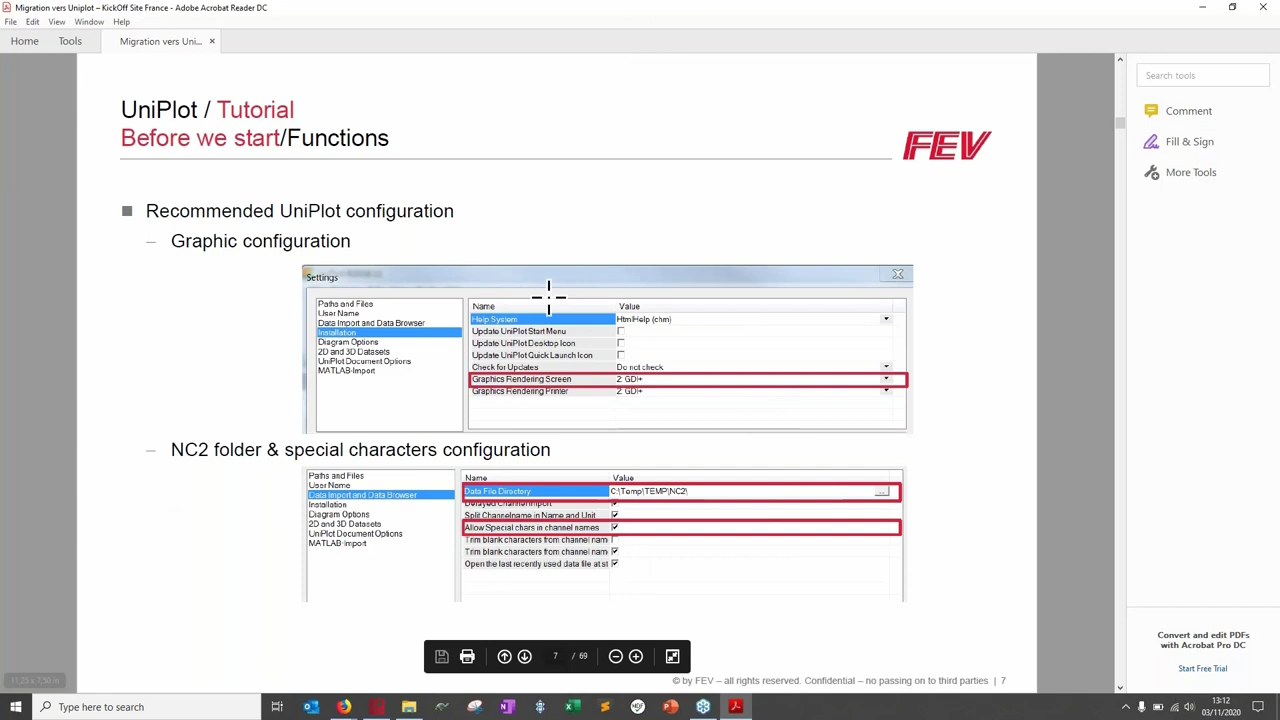 Migration vers Uniplot – KickOff Site France - Adobe Acrobat Reader DC
File Edit View Window Help
Home Tools Migration vers Uni... ×
Search tools
Comment
Fill & Sign
More Tools
UniPlot / Tutorial
Before we start/Functions
FEV
Recommended UniPlot configuration
– Graphic configuration
Settings
Paths and Files
User Name
Data Import and Data Browser
Installation
Diagram Options
2D and 3D Datasets
UniPlot Document Options
MATLAB-Import
Name Value
Help System HtmlHelp (chm)
Update UniPlot Start Menu
Update UniPlot Desktop Icon
Update UniPlot Quick Launch Icon
Check for Updates Do not check
Graphics Rendering Screen 2: GDI+
Graphics Rendering Printer 2: GDI+
– NC2 folder & special characters configuration
Paths and Files
User Name
Data Import and Data Browser
Installation
Diagram Options
2D and 3D Datasets
UniPlot Document Options
MATLAB-Import
Name Value
Data File Directory C:\Temp\TEMP\NC2\ ...
Delayed Channel Import
Split Channelname in Name and Unit
Allow Special chars in channel names
Trim blank characters from channel nam
Trim blank characters from channel nam
Open the last recently used data file at st
7 / 69
© by FEV – all rights reserved. Confidential – no passing on to third parties | 7
11,25 x 7,50 in
Convert and edit PDFs
with Acrobat Pro DC
Start Free Trial
Type here to search
13:12
03/11/2020